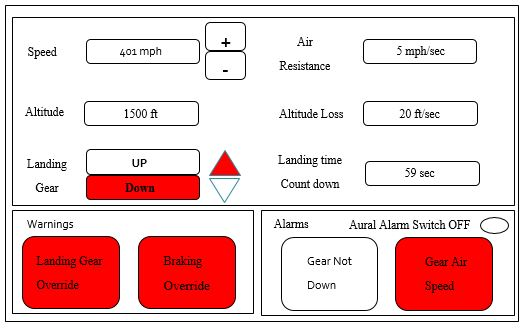 Speed
401 mph
+
-
Air
Resistance
5 mph/sec
Altitude
1500 ft
Altitude Loss
20 ft/sec
Landing
Gear
UP
Down
Landing time
Count down
59 sec
Warnings
Landing Gear
Override
Braking
Override
Alarms
Aural Alarm Switch OFF
Gear Not
Down
Gear Air
Speed